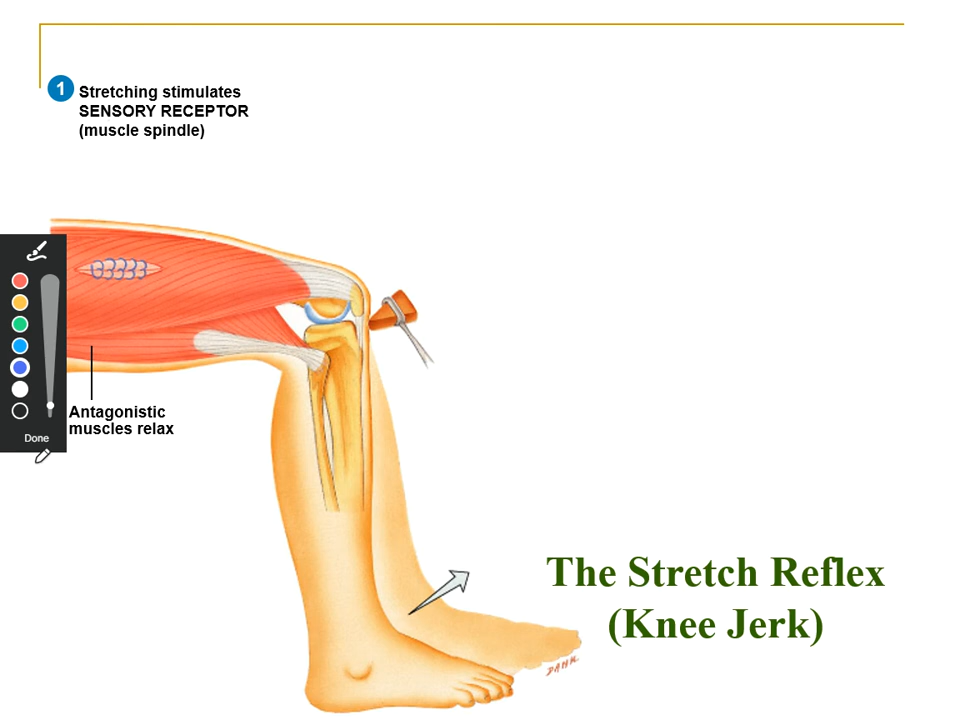 1
Stretching stimulates
SENSORY RECEPTOR
(muscle spindle)
Antagonistic
muscles relax
Done
The Stretch Reflex
(Knee Jerk)